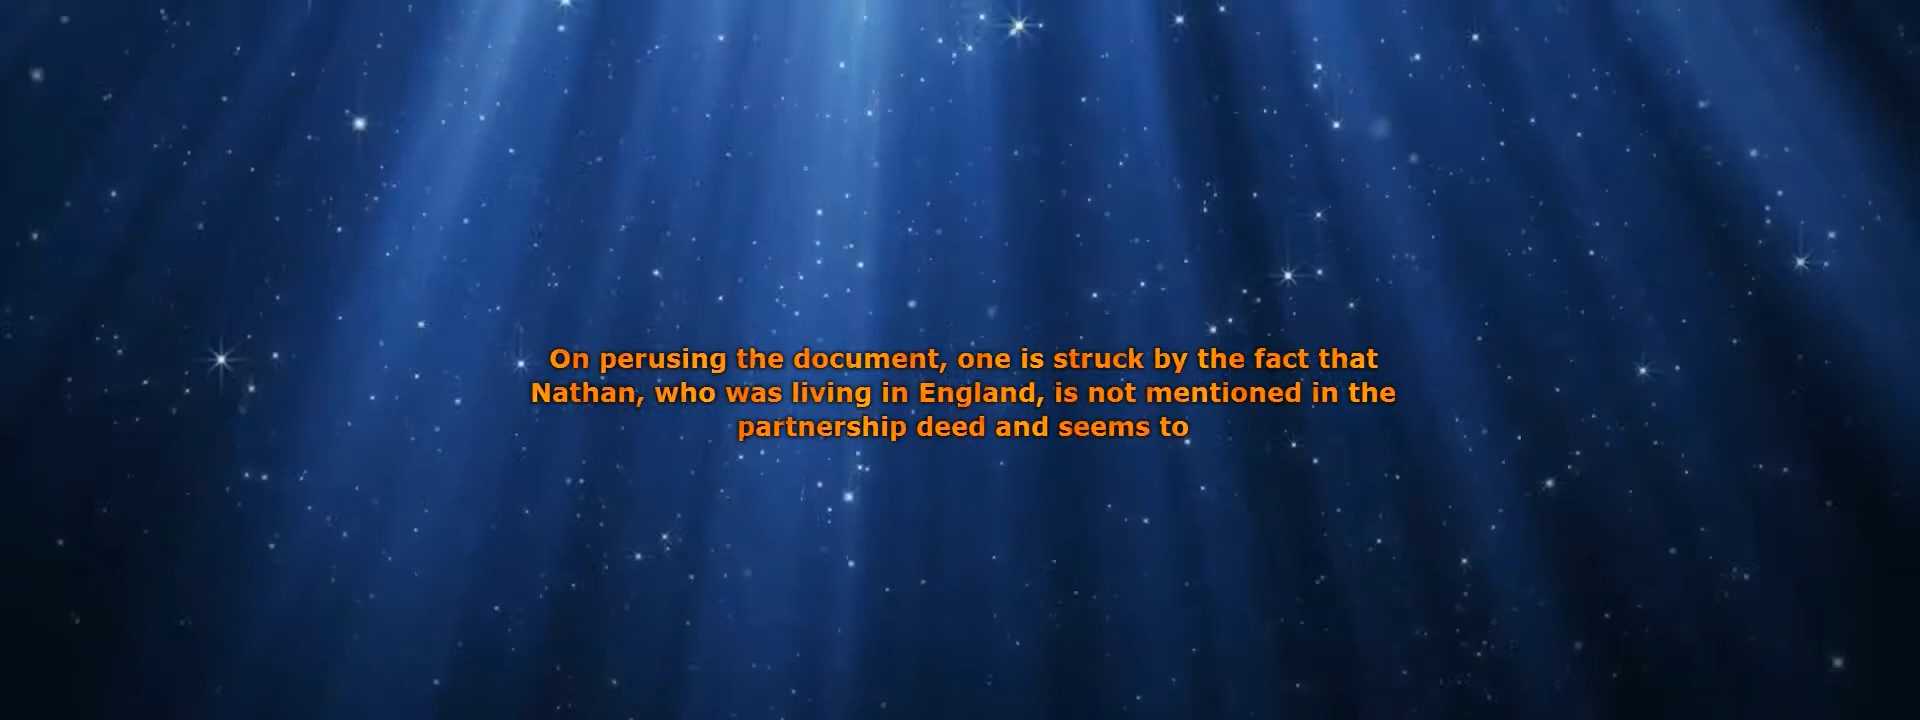 On perusing the document, one is struck by the fact that
Nathan, who was living in England, is not mentioned in the
partnership deed and seems to